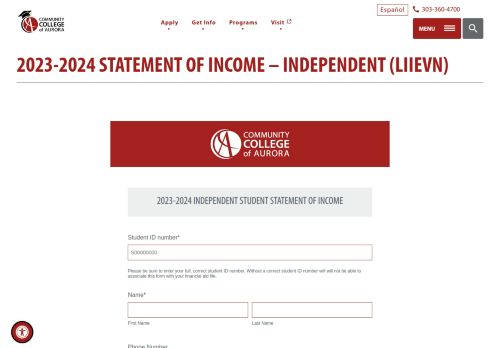 Español 303-360-4700
COMMUNITY
COLLEGE
of AURORA
Apply Get Info Programs Visit
MENU
2023-2024 STATEMENT OF INCOME – INDEPENDENT (LIIEVN)
COMMUNITY
COLLEGE
of AURORA
2023-2024 INDEPENDENT STUDENT STATEMENT OF INCOME
Student ID number*
S00000000
Please be sure to enter your full, correct student ID number. Without a correct student ID number will will not be able to
associate this form with your financial aid file.
Name*
First Name Last Name
Phone Number